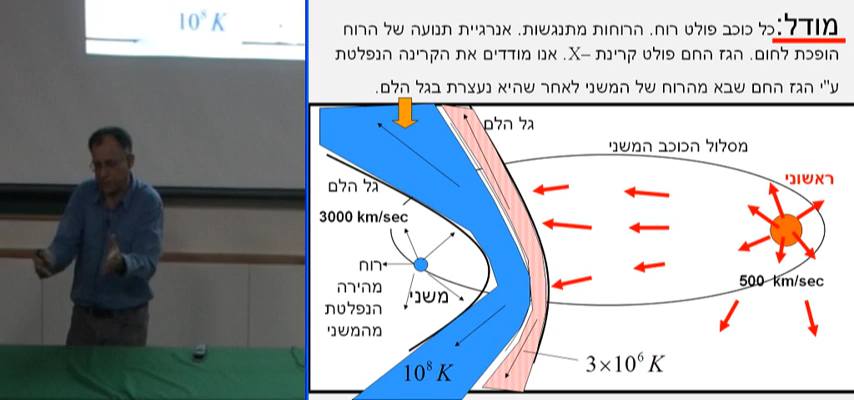 10⁸ K
מודל: כל כוכב פולט רוח. הרוחות מתנגשות. אנרגיית תנועה של הרוח
הופכת לחום. הגז החם פולט קרינת –X. אנו מודדים את הקרינה הנפלטת
ע"י הגז החם שבא מהרוח של המשני לאחר שהיא נעצרת בגל הלם.
גל הלם
מסלול הכוכב המשני
ראשוני
גל הלם
3000 km/sec
רוח
מהירה
הנפלטת
מהמשני
משני
500 km/sec
10⁸ K
3×10⁶ K